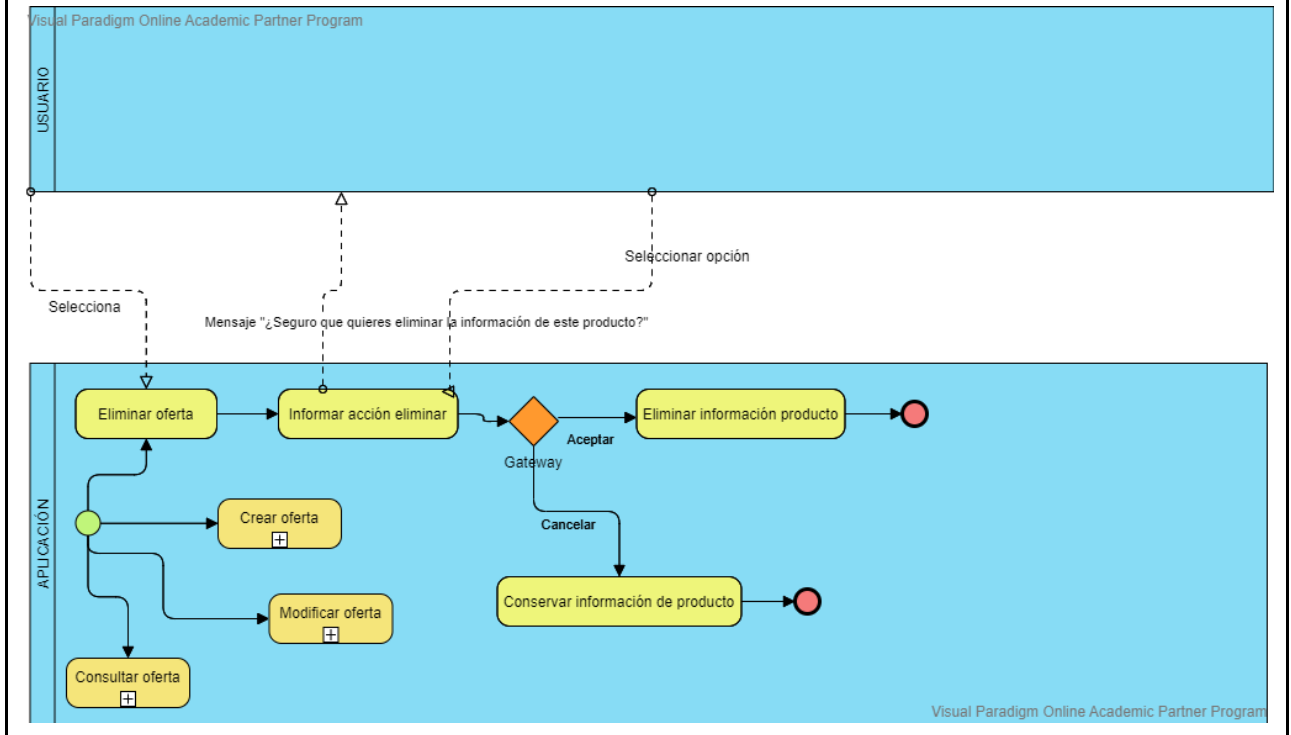 Visual Paradigm Online Academic Partner Program
USUARIO
Seleccionar opción
Selecciona
Mensaje "¿Seguro que quieres eliminar la información de este producto?"
APLICACIÓN
Eliminar oferta
Informar acción eliminar
Eliminar información producto
Aceptar
Gateway
Crear oferta
Cancelar
Modificar oferta
Conservar información de producto
Consultar oferta
Visual Paradigm Online Academic Partner Program